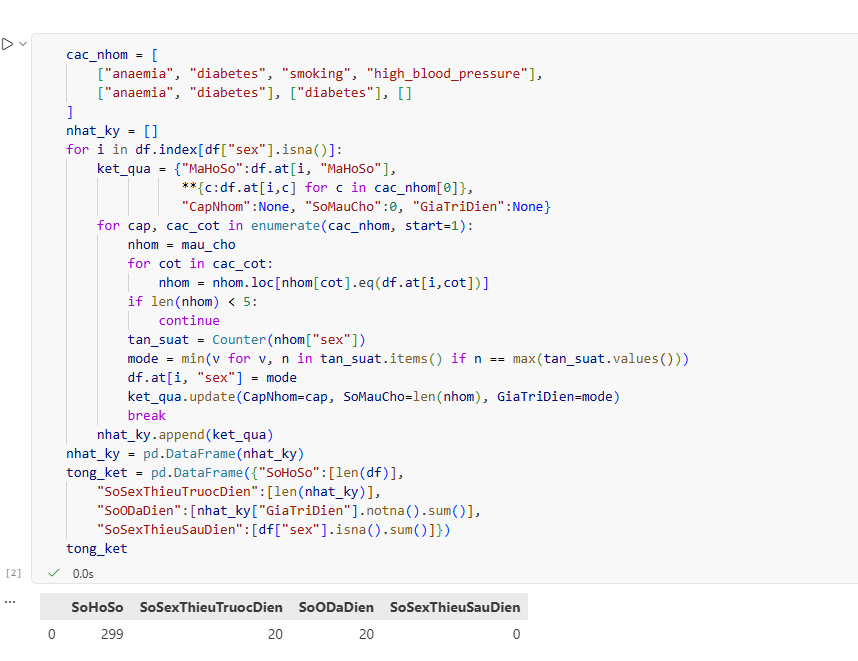 cac_nhom = [
["anaemia", "diabetes", "smoking", "high_blood_pressure"],
["anaemia", "diabetes"], ["diabetes"], []
]
nhat_ky = []
for i in df.index[df["sex"].isna()]:
ket_qua = {"MaHoSo":df.at[i, "MaHoSo"],
**{c:df.at[i,c] for c in cac_nhom[0]},
"CapNhom":None, "SoMauCho":0, "GiaTriDien":None}
for cap, cac_cot in enumerate(cac_nhom, start=1):
nhom = mau_cho
for cot in cac_cot:
nhom = nhom.loc[nhom[cot].eq(df.at[i,cot])]
if len(nhom) < 5:
continue
tan_suat = Counter(nhom["sex"])
mode = min(v for v, n in tan_suat.items() if n == max(tan_suat.values()))
df.at[i, "sex"] = mode
ket_qua.update(CapNhom=cap, SoMauCho=len(nhom), GiaTriDien=mode)
break
nhat_ky.append(ket_qua)
nhat_ky = pd.DataFrame(nhat_ky)
tong_ket = pd.DataFrame({"SoHoSo":[len(df)],
"SoSexThieuTruocDien":[len(nhat_ky)],
"SoODaDien":[nhat_ky["GiaTriDien"].notna().sum()],
"SoSexThieuSauDien":[df["sex"].isna().sum()]})
tong_ket
[2] 0.0s
... SoHoSo SoSexThieuTruocDien SoODaDien SoSexThieuSauDien
0 299 20 20 0